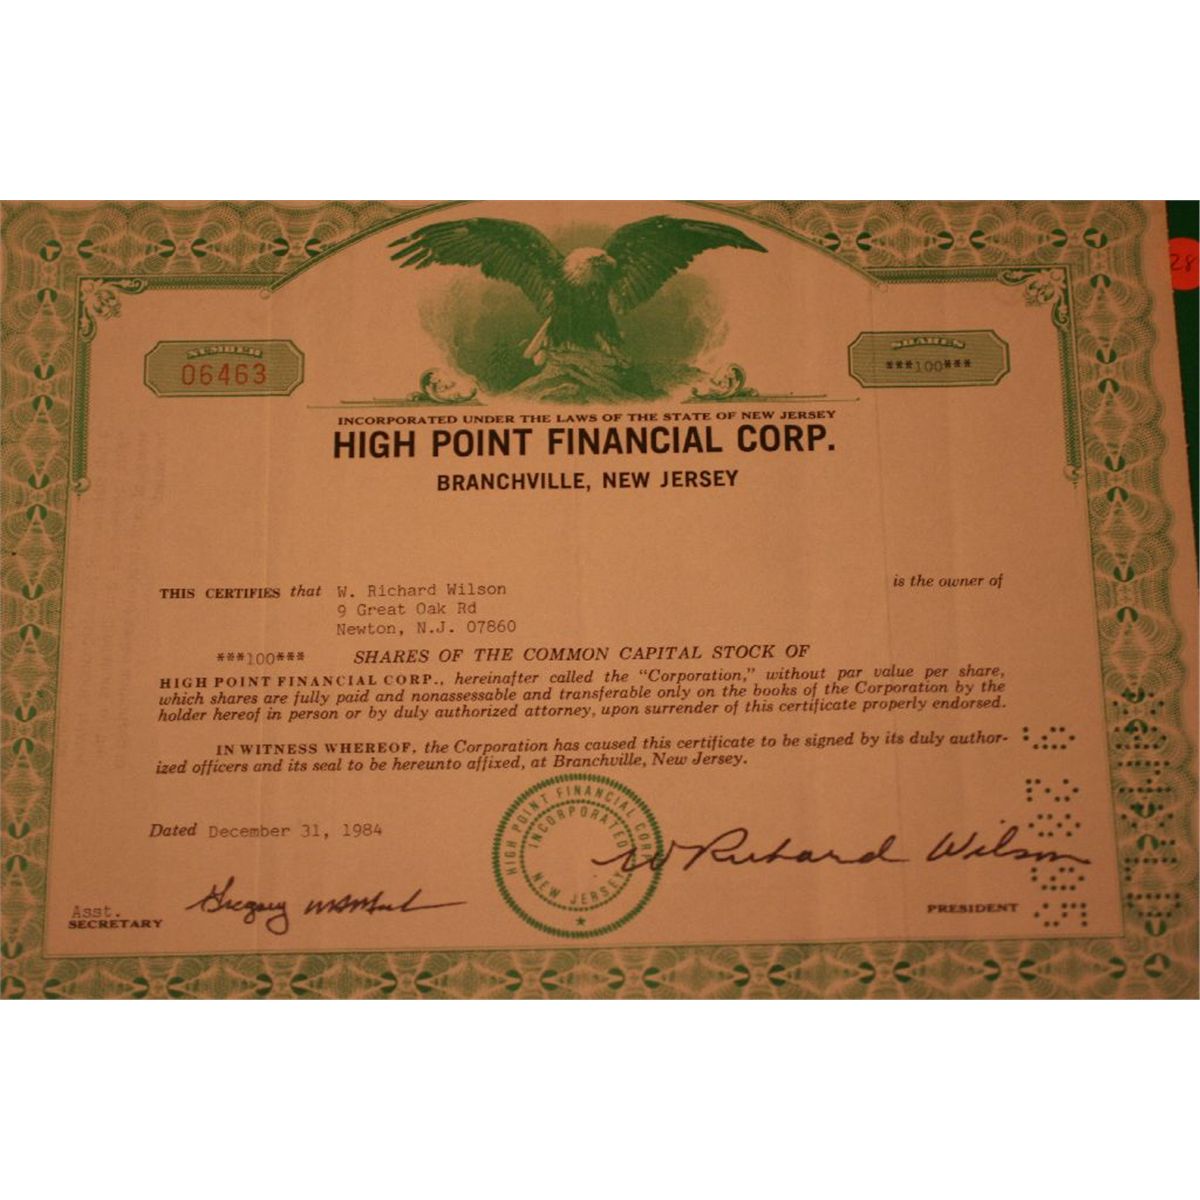 28
NUMBER
06463
SHARES
***100***
INCORPORATED UNDER THE LAWS OF THE STATE OF NEW JERSEY
HIGH POINT FINANCIAL CORP.
BRANCHVILLE, NEW JERSEY
THIS CERTIFIES that W. Richard Wilson is the owner of
9 Great Oak Rd
Newton, N.J. 07860
***100*** SHARES OF THE COMMON CAPITAL STOCK OF
HIGH POINT FINANCIAL CORP., hereinafter called the "Corporation," without par value per share,
which shares are fully paid and nonassessable and transferable only on the books of the Corporation by the
holder hereof in person or by duly authorized attorney, upon surrender of this certificate properly endorsed.
IN WITNESS WHEREOF, the Corporation has caused this certificate to be signed by its duly author-
ized officers and its seal to be hereunto affixed, at Branchville, New Jersey.
Dated December 31, 1984
HIGH POINT FINANCIAL CORP.
INCORPORATED
NEW JERSEY
W Richard Wilson
Gregory
Asst.
SECRETARY
PRESIDENT